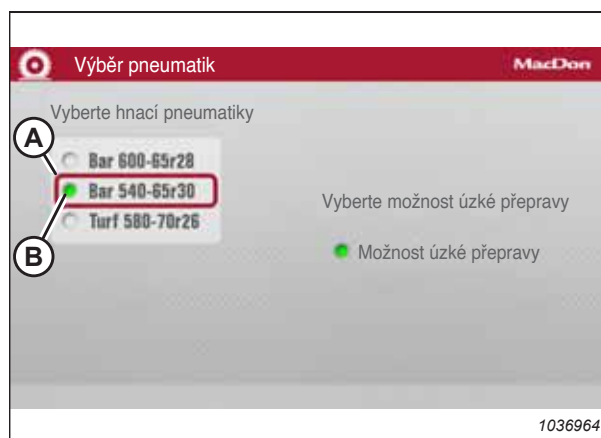 Výběr pneumatik
MacDon
Vyberte hnací pneumatiky
A
Bar 600-65r28
Bar 540-65r30
Turf 580-70r26
B
Vyberte možnost úzké přepravy
Možnost úzké přepravy
1036964